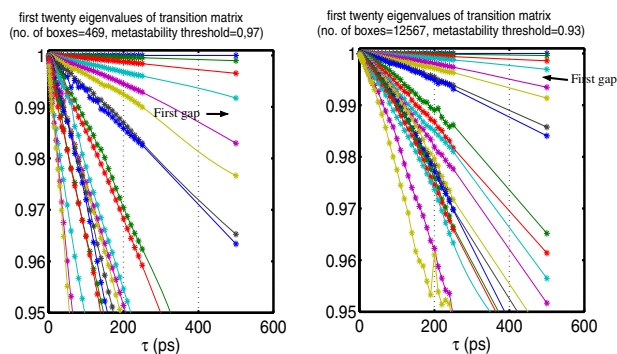 first twenty eigenvalues of transition matrix
(no. of boxes=469, metastability threshold=0,97)
1
0.99
0.98
0.97
0.96
0.95
0
200
400
600
τ (ps)
First gap
first twenty eigenvalues of transition matrix
(no. of boxes=12567, metastability threshold=0.93)
1
0.99
0.98
0.97
0.96
0.95
0
200
400
600
τ (ps)
First gap